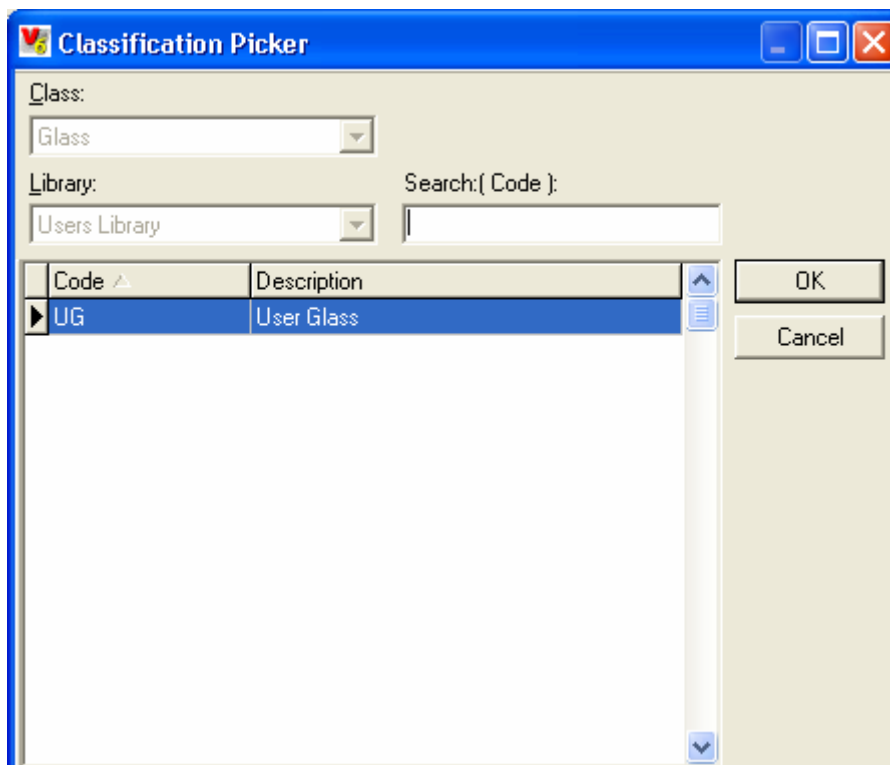 Classification Picker
Class:
Glass
Library:
Search:( Code ):
Users Library
Code
Description
OK
UG
User Glass
Cancel